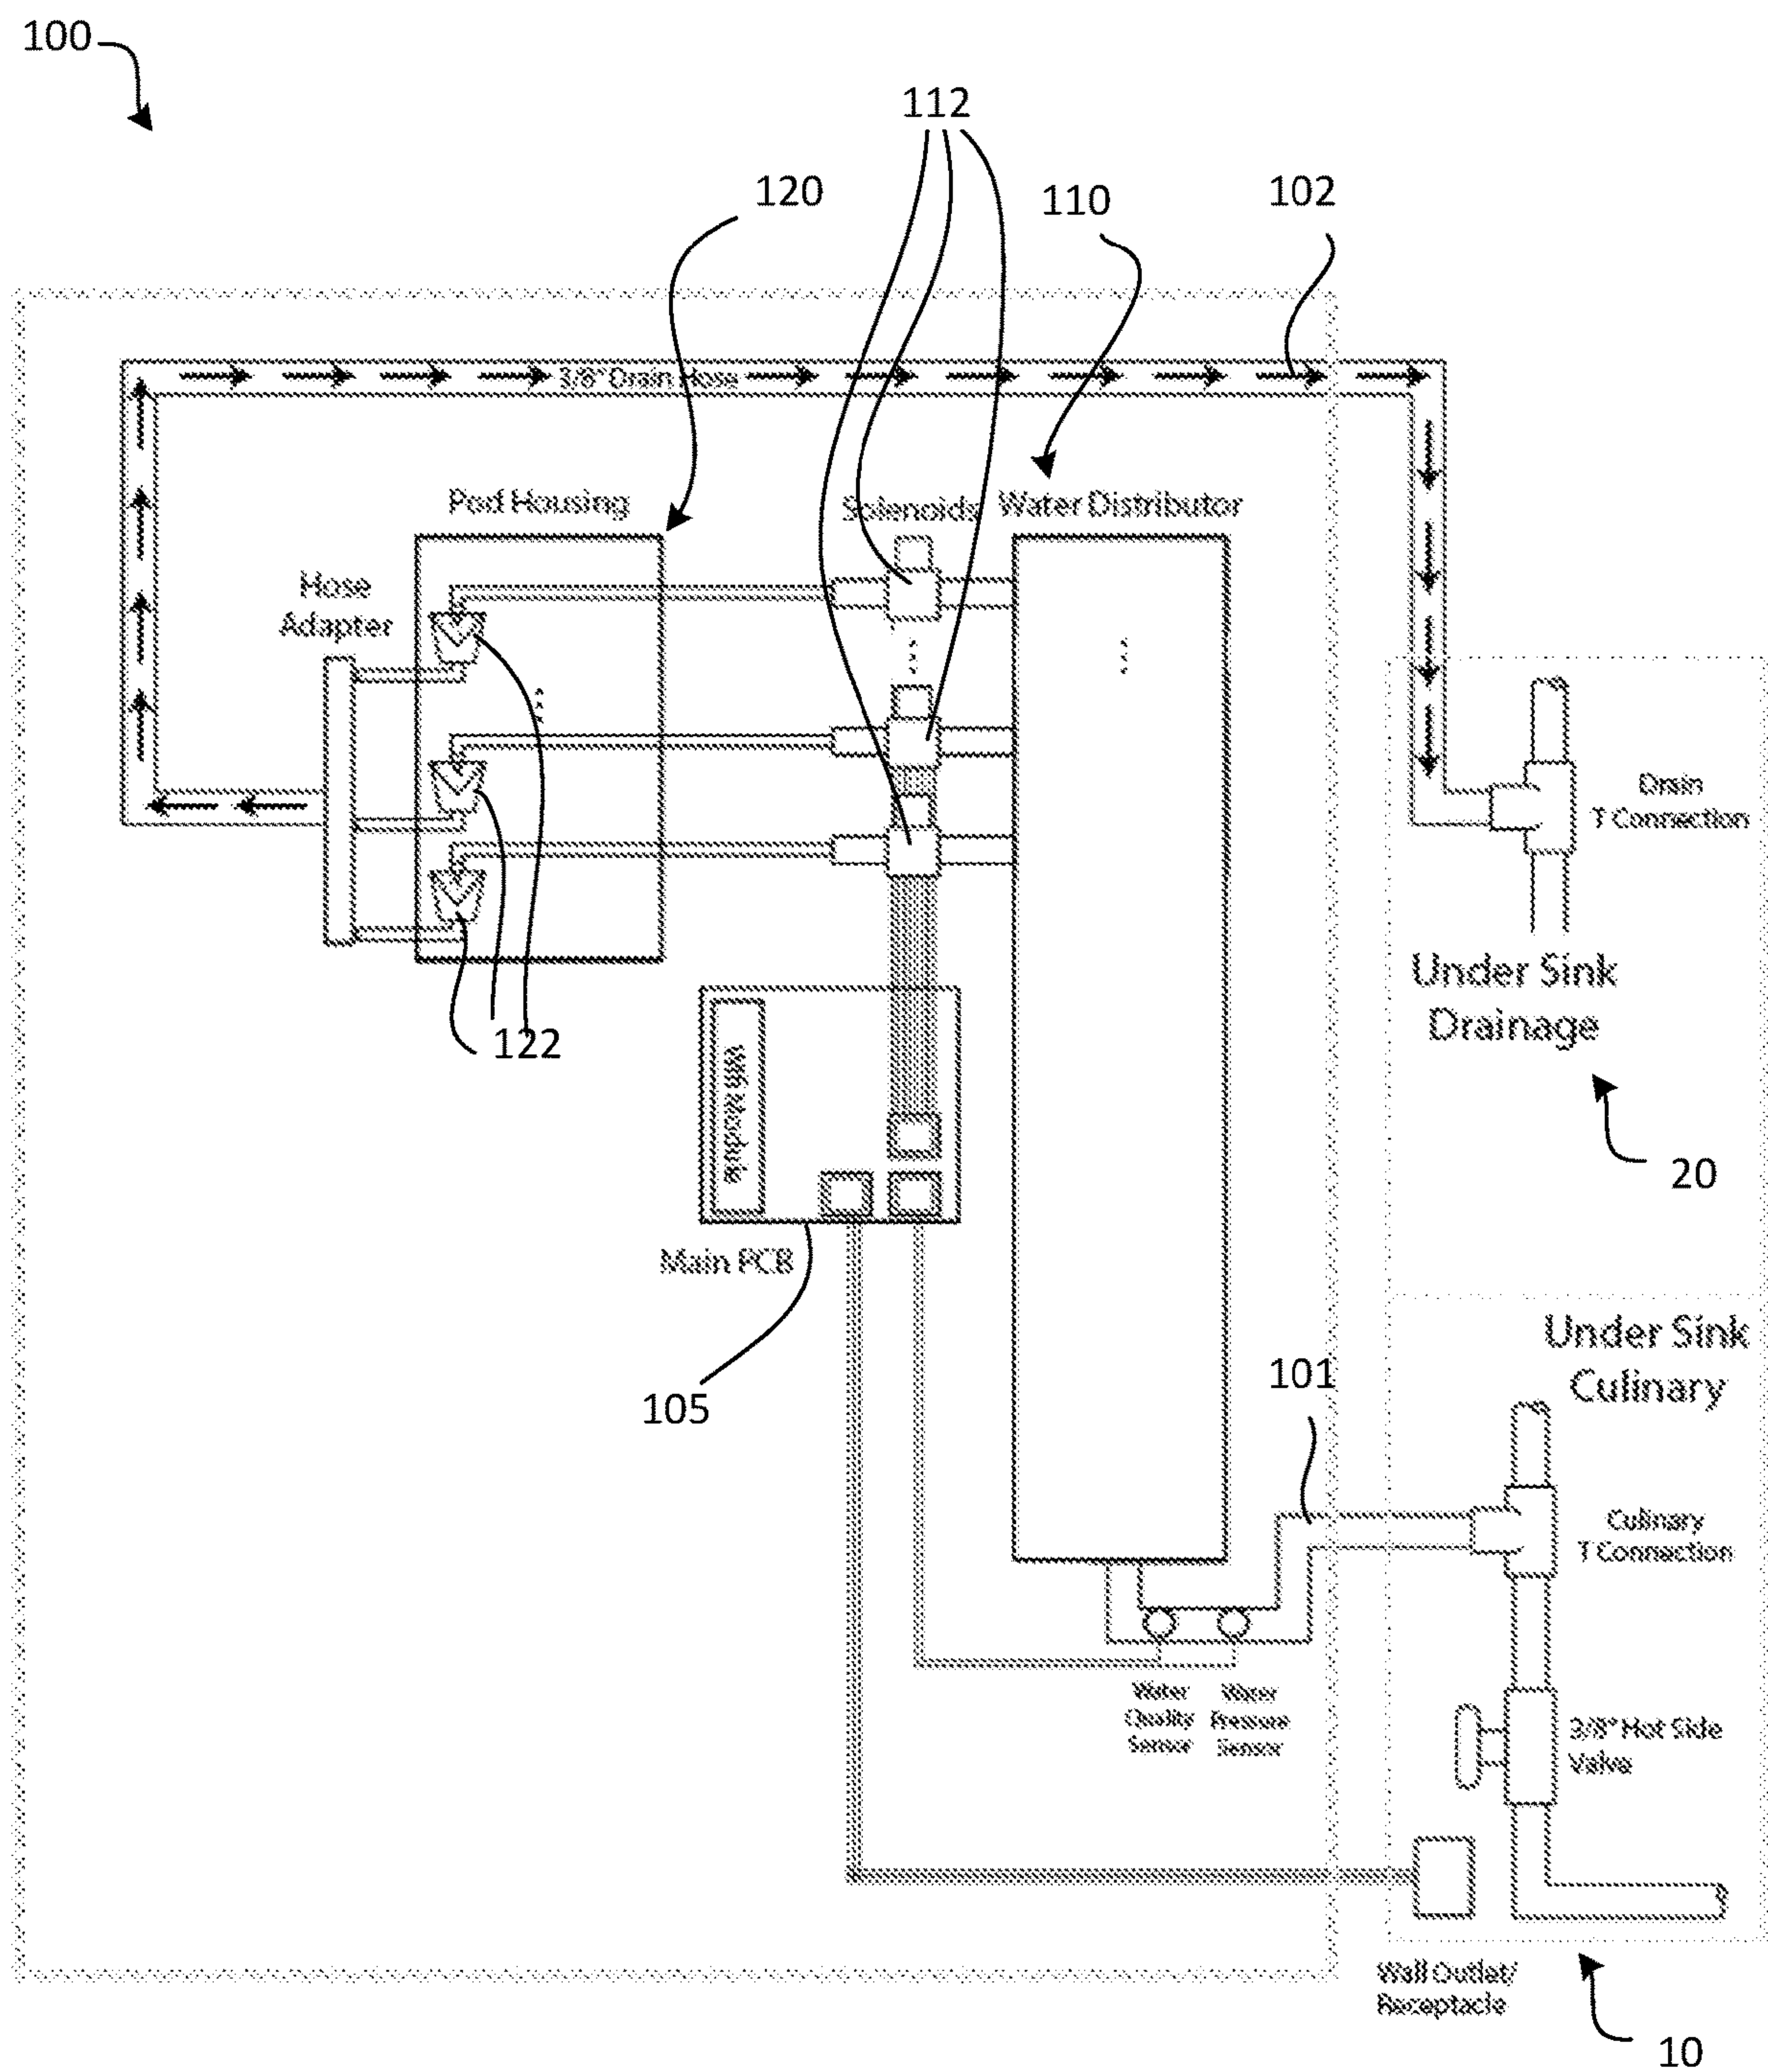 100
112
120
110
102
3/8" Drain Hose
Pod Housing
Solenoids
Water Distributor
Hose
Adapter
Drain
T Connection
Under Sink
Drainage
122
Wifi Module
20
Main PCB
Under Sink
Culinary
101
105
Culinary
T Connection
Water
Quality
Sensor
Water
Pressure
Sensor
3/8" Hot Side
Valve
Wall Outlet/
Receptacle
10